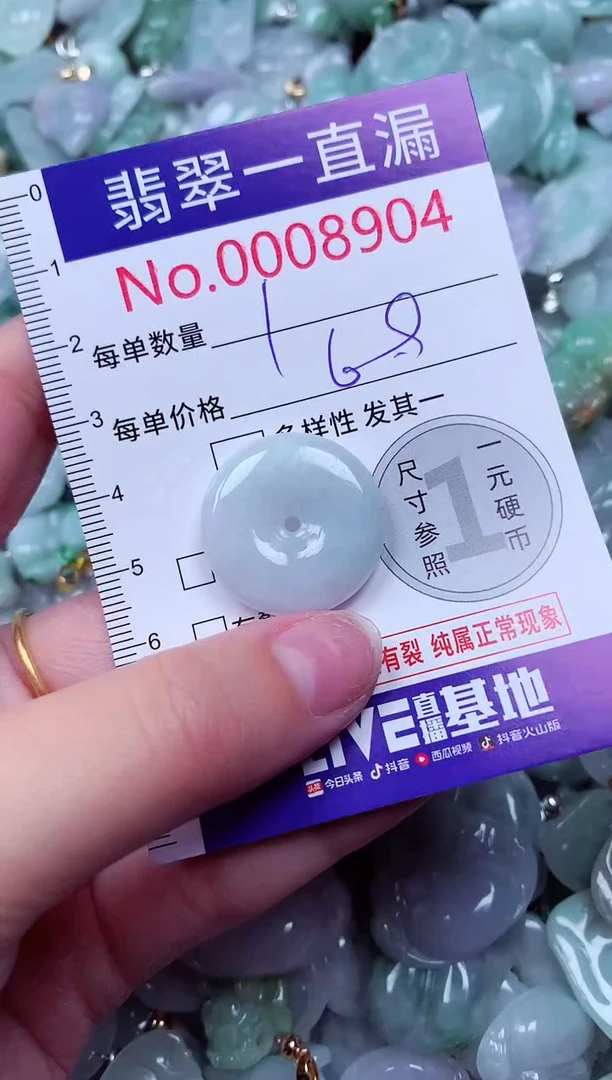 翡翠一直漏
No.0008904
0
1
2
3
4
5
6
每单数量 1
每单价格 168
多样性 发其一
尺寸参照
1
一元硬币
有裂 纯属正常现象
LIVE直播基地
头条 今日头条 抖音 西瓜视频 抖音火山版